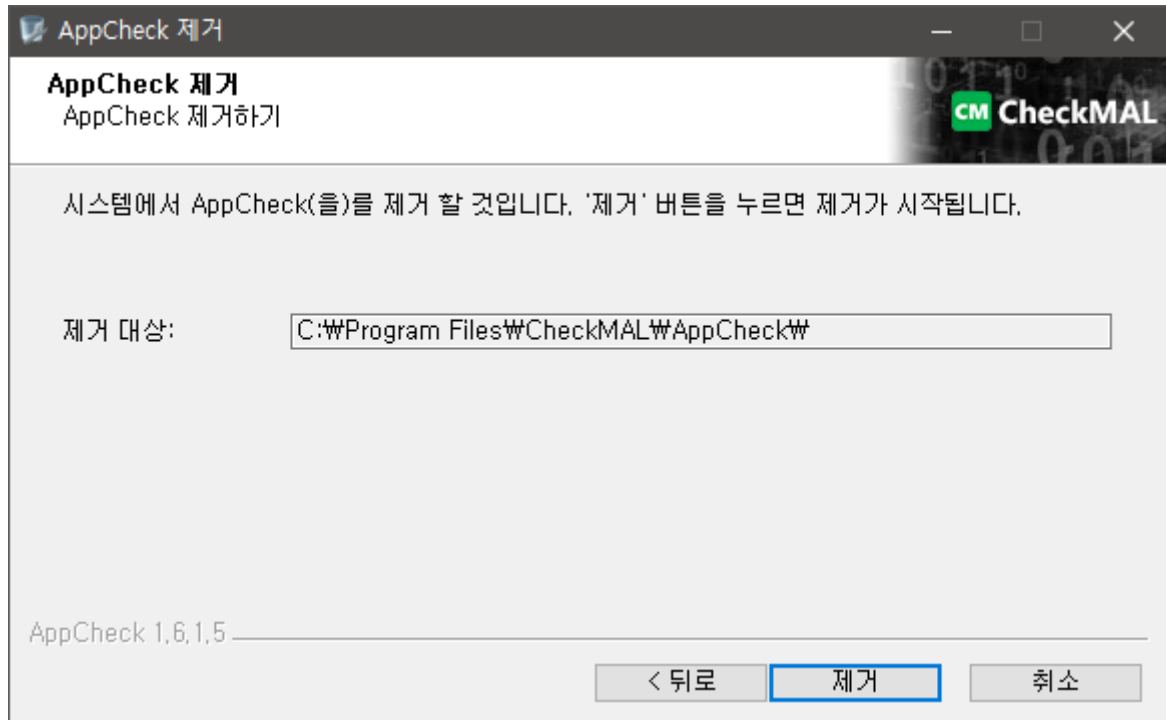 AppCheck 제거
AppCheck 제거
AppCheck 제거하기
CM CheckMAL
시스템에서 AppCheck(을)를 제거 할 것입니다. '제거' 버튼을 누르면 제거가 시작됩니다.
제거 대상: C:₩Program Files₩CheckMAL₩AppCheck₩
AppCheck 1.6.1.5
< 뒤로 제거 취소